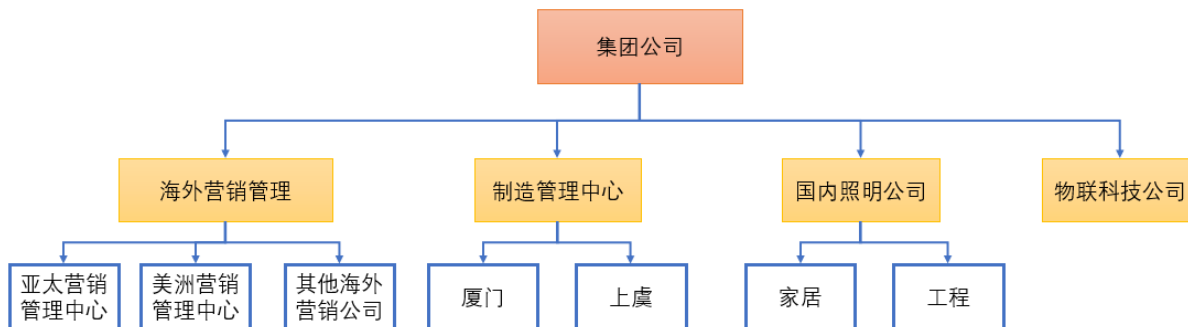 集团公司
海外营销管理
制造管理中心
国内照明公司
物联科技公司
亚太营销
管理中心
美洲营销
管理中心
其他海外
营销公司
厦门
上虞
家居
工程